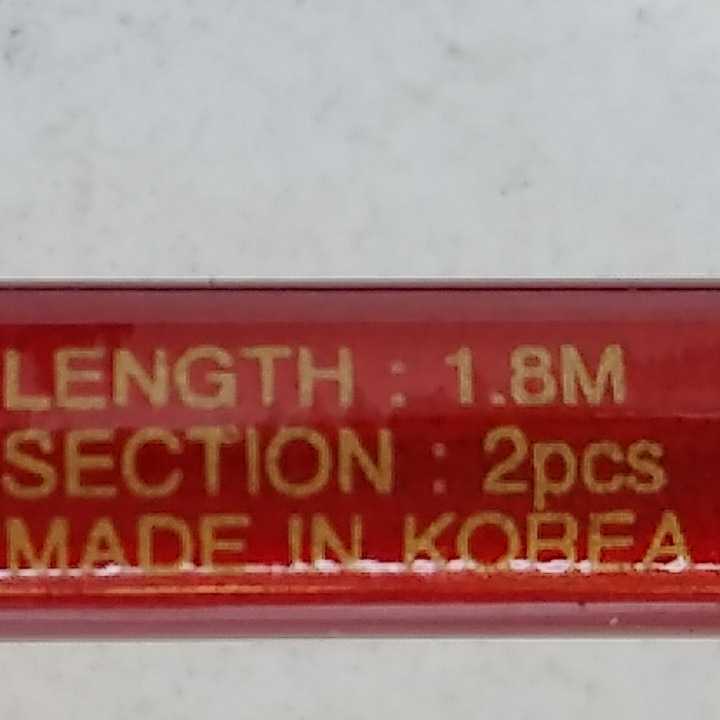 LENGTH : 1.8M
SECTION : 2pcs
MADE IN KOREA